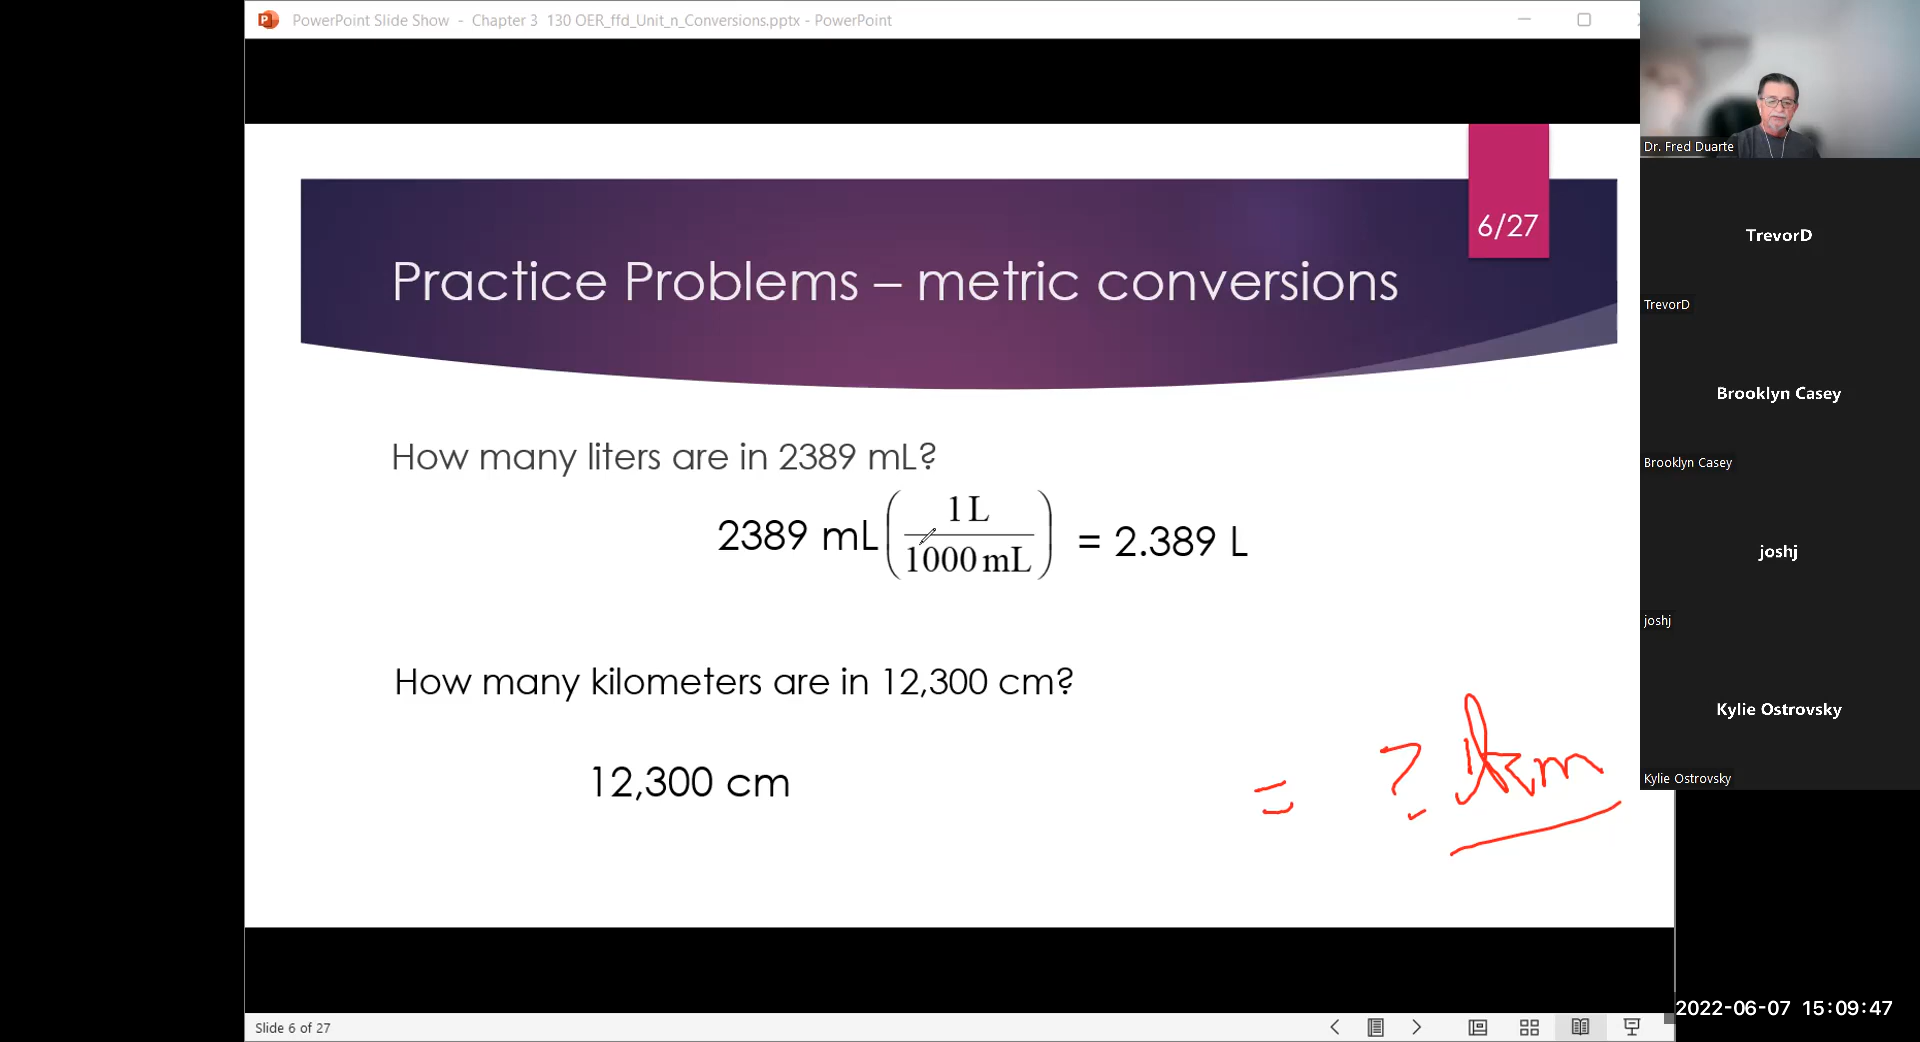 PowerPoint Slide Show - Chapter 3 130 OER_ffd_Unit_n_Conversions.pptx - PowerPoint
Dr. Fred Duarte
6/27
Practice Problems – metric conversions
TrevorD
TrevorD
How many liters are in 2389 mL?
2389 mL (1 L / 1000 mL) = 2.389 L
Brooklyn Casey
Brooklyn Casey
joshj
joshj
How many kilometers are in 12,300 cm?
12,300 cm = ? km
Kylie Ostrovsky
Kylie Ostrovsky
2022-06-07 15:09:47
Slide 6 of 27